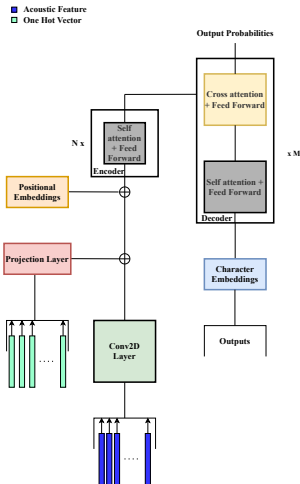 Acoustic Feature
One Hot Vector
Output Probabilities
Cross attention
+ Feed Forward
Self
attention
+ Feed
Forward
N x
Encoder
x M
Self attention +
Feed Forward
Decoder
Positional
Embeddings
Projection Layer
Character
Embeddings
Conv2D
Layer
Outputs
. . . .
. . . .